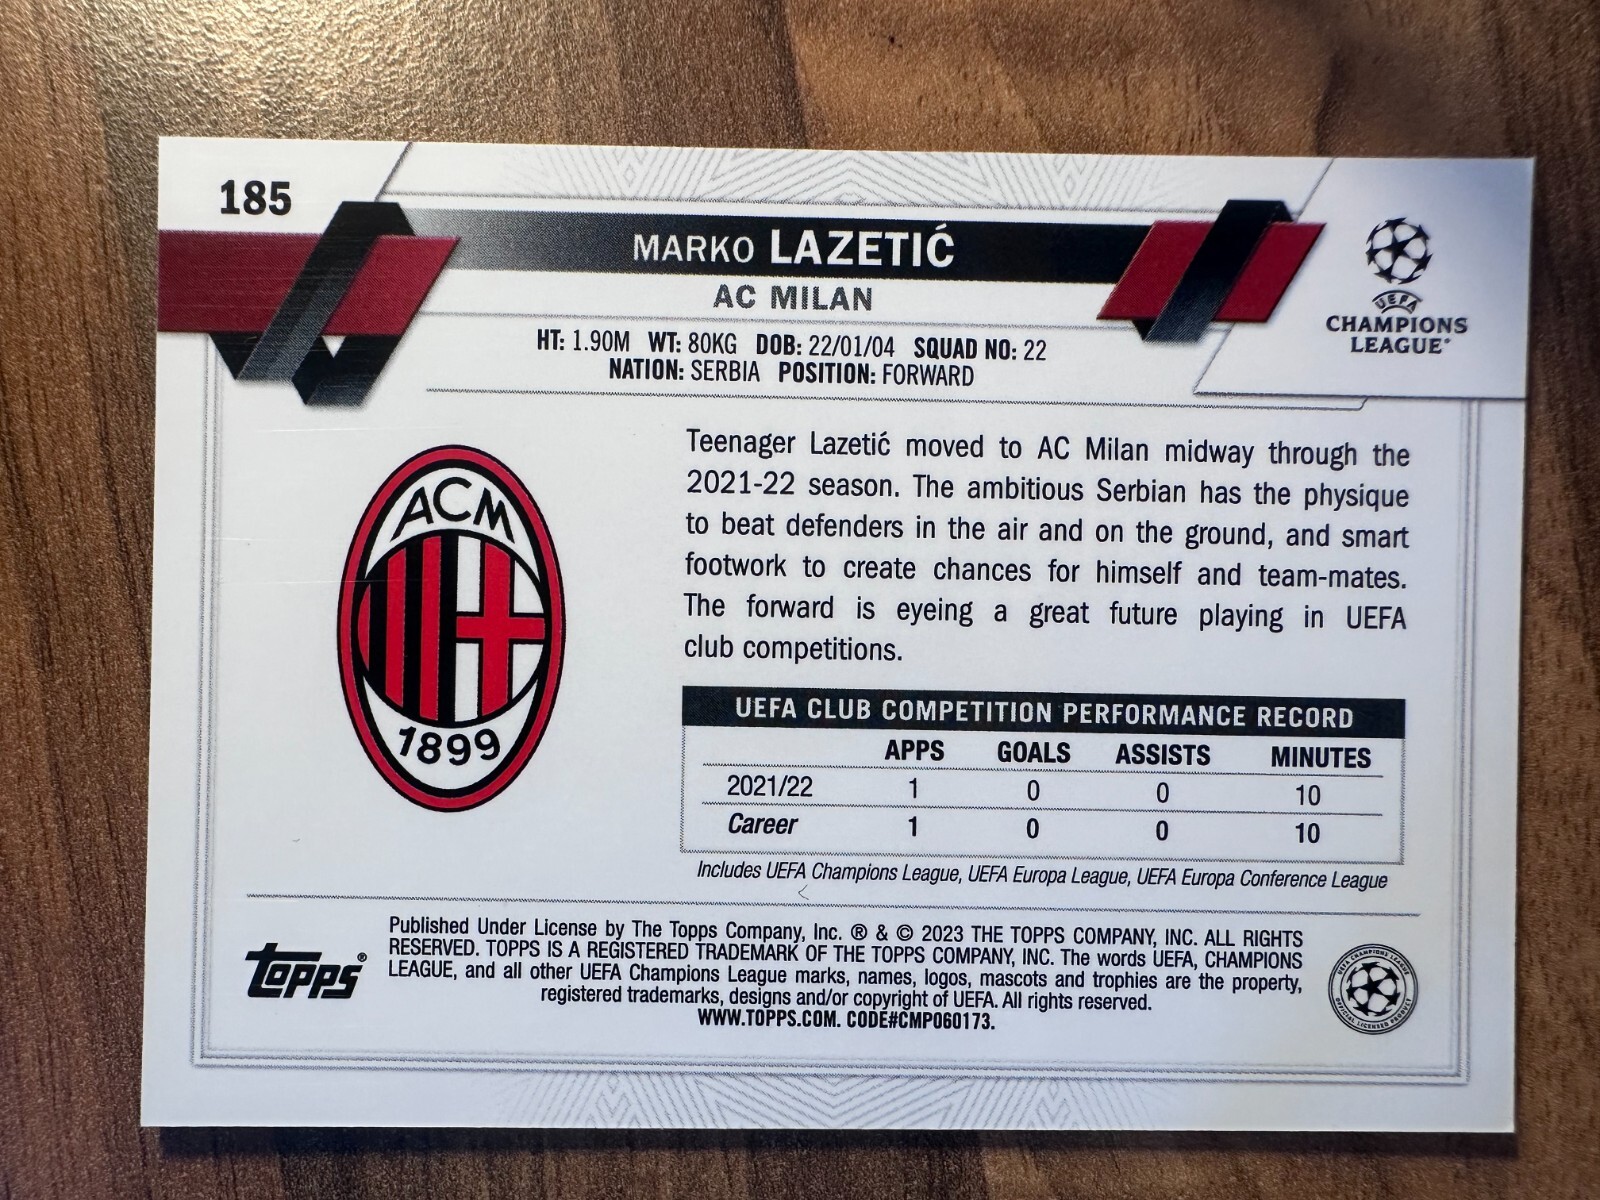 185
MARKO LAZETIĆ
AC MILAN
HT: 1.90M WT: 80KG DOB: 22/01/04 SQUAD NO: 22
NATION: SERBIA POSITION: FORWARD
UEFA
CHAMPIONS
LEAGUE®
ACM
1899
Teenager Lazetić moved to AC Milan midway through the
2021-22 season. The ambitious Serbian has the physique
to beat defenders in the air and on the ground, and smart
footwork to create chances for himself and team-mates.
The forward is eyeing a great future playing in UEFA
club competitions.
UEFA CLUB COMPETITION PERFORMANCE RECORD
APPS GOALS ASSISTS MINUTES
2021/22 1 0 0 10
Career 1 0 0 10
Includes UEFA Champions League, UEFA Europa League, UEFA Europa Conference League
topps®
Published Under License by The Topps Company, Inc. ® & © 2023 THE TOPPS COMPANY, INC. ALL RIGHTS
RESERVED. TOPPS IS A REGISTERED TRADEMARK OF THE TOPPS COMPANY, INC. The words UEFA, CHAMPIONS
LEAGUE, and all other UEFA Champions League marks, names, logos, mascots and trophies are the property,
registered trademarks, designs and/or copyright of UEFA. All rights reserved.
WWW.TOPPS.COM. CODE#CMP060173.
UEFA CHAMPIONS LEAGUE
OFFICIAL LICENSED PRODUCT